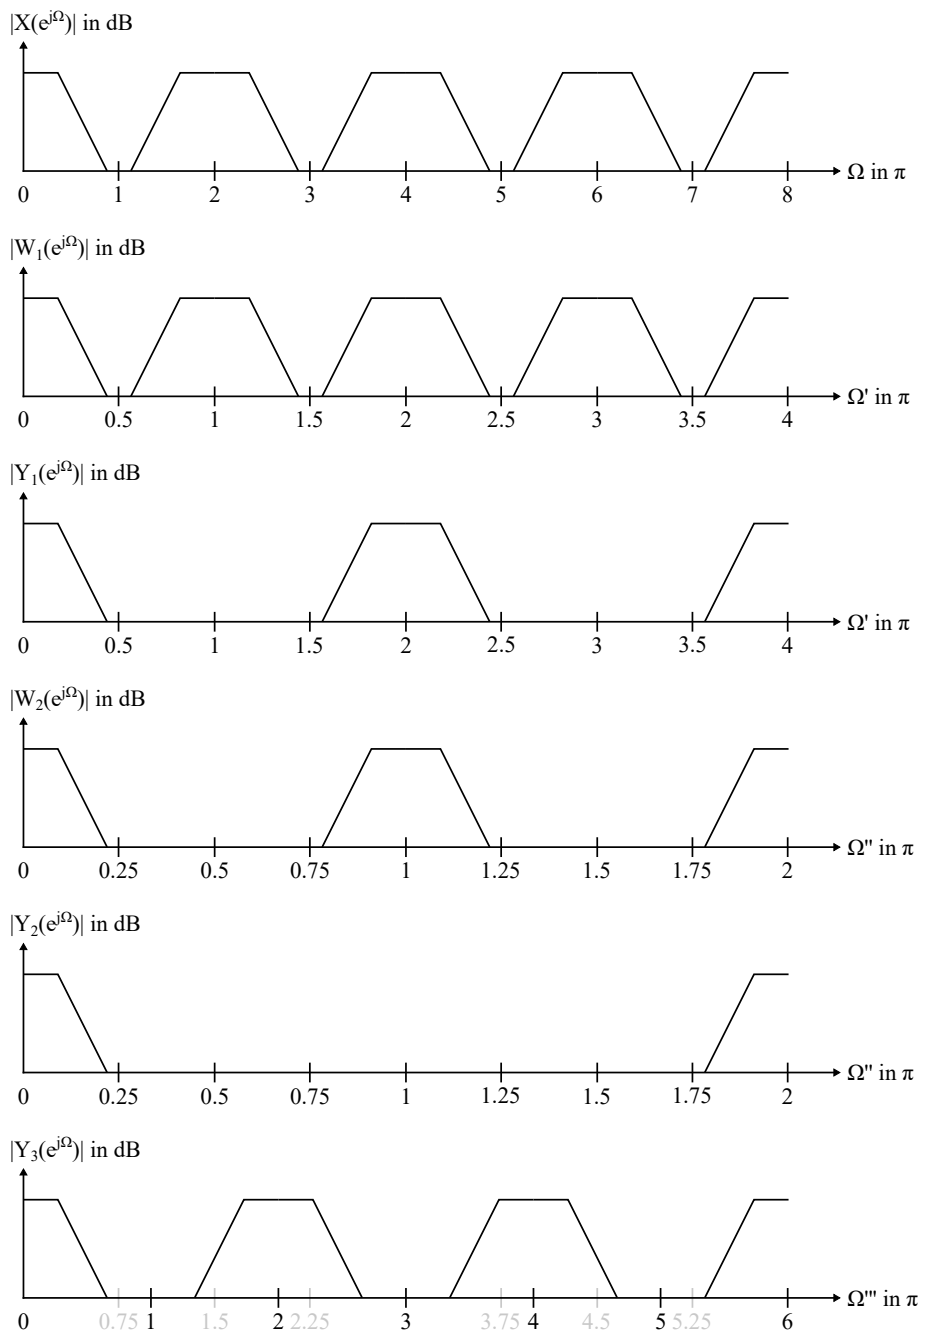 |X(e^jΩ)| in dB
Ω in π
0 1 2 3 4 5 6 7 8
|W₁(e^jΩ)| in dB
Ω' in π
0 0.5 1 1.5 2 2.5 3 3.5 4
|Y₁(e^jΩ)| in dB
Ω' in π
0 0.5 1 1.5 2 2.5 3 3.5 4
|W₂(e^jΩ)| in dB
Ω'' in π
0 0.25 0.5 0.75 1 1.25 1.5 1.75 2
|Y₂(e^jΩ)| in dB
Ω'' in π
0 0.25 0.5 0.75 1 1.25 1.5 1.75 2
|Y₃(e^jΩ)| in dB
Ω''' in π
0 0.75 1 1.5 2 2.25 3 3.75 4 4.5 5 5.25 6